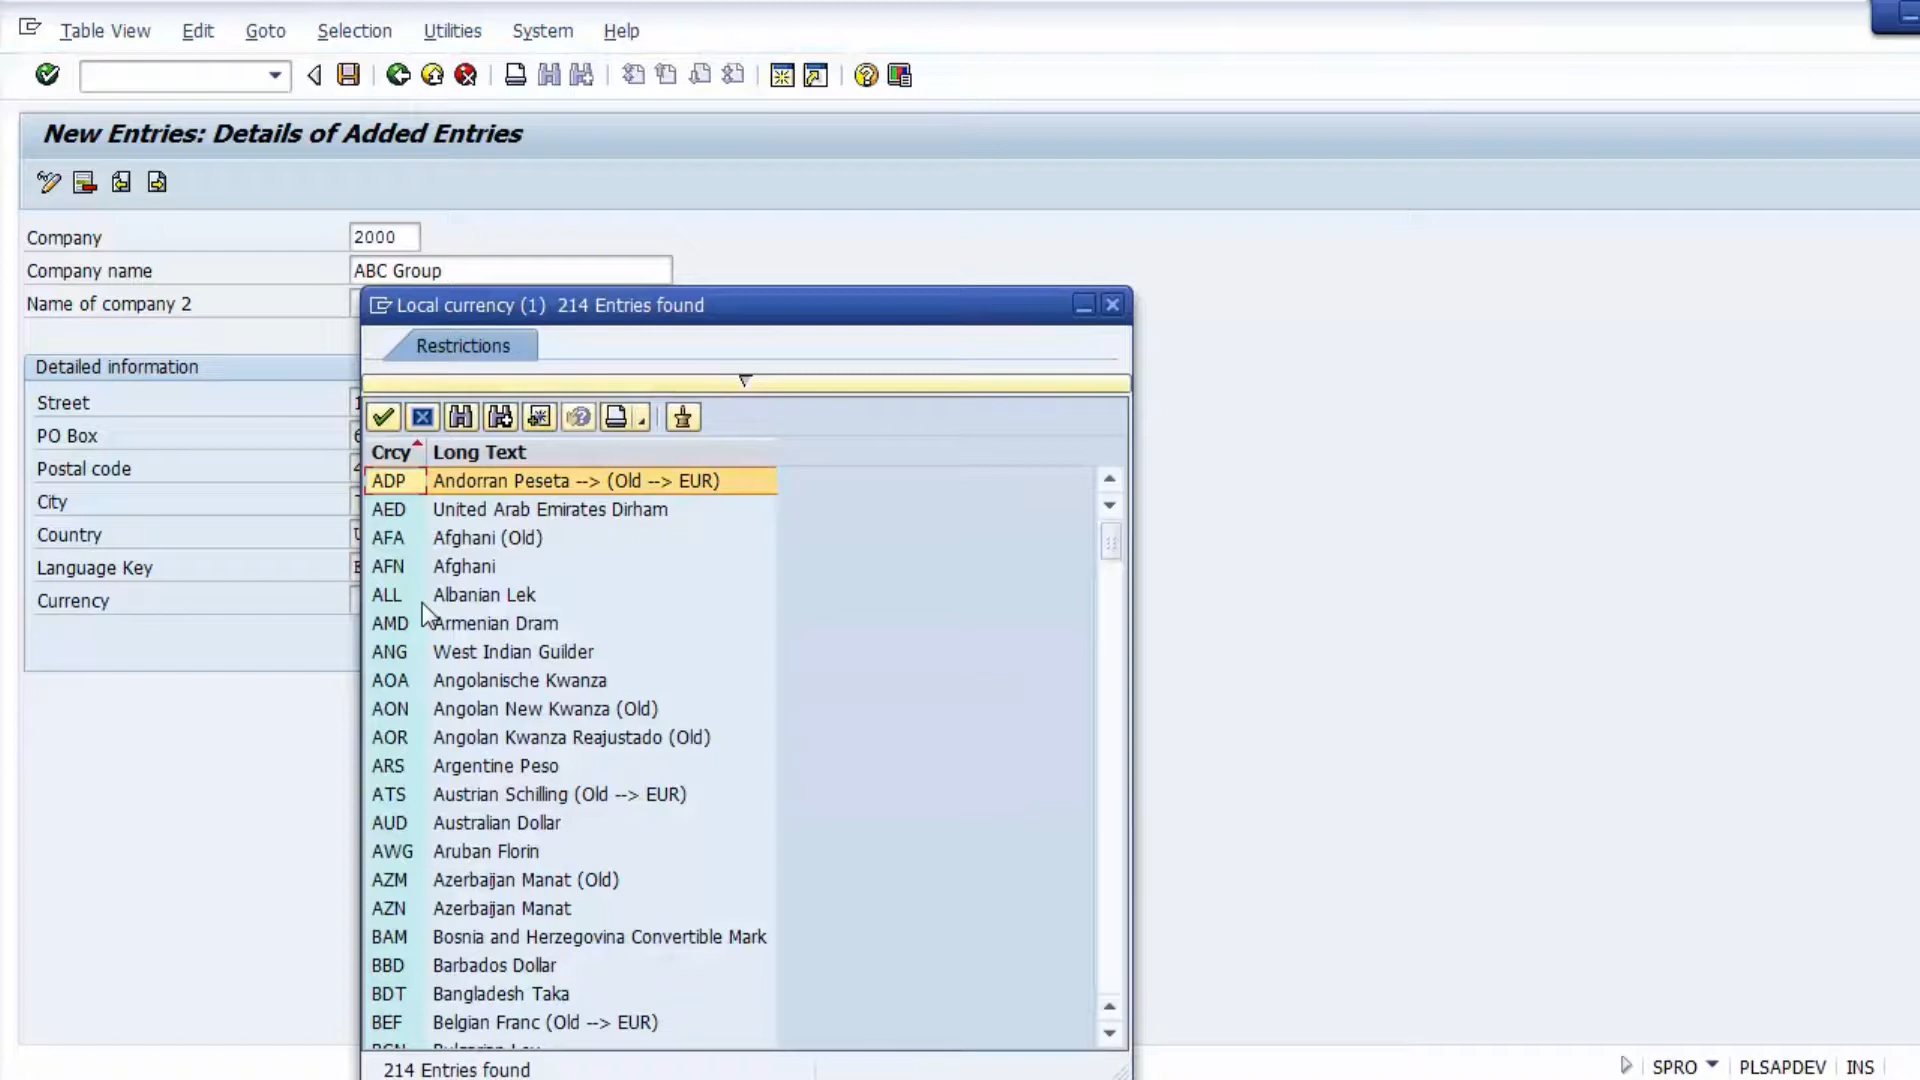 Table View Edit Goto Selection Utilities System Help
New Entries: Details of Added Entries
Company 2000
Company name ABC Group
Name of company 2
Local currency (1) 214 Entries found
Restrictions
Detailed information
Street
PO Box
Postal code
City
Country
Language Key
Currency
Crcy Long Text
ADP Andorran Peseta --> (Old --> EUR)
AED United Arab Emirates Dirham
AFA Afghani (Old)
AFN Afghani
ALL Albanian Lek
AMD Armenian Dram
ANG West Indian Guilder
AOA Angolanische Kwanza
AON Angolan New Kwanza (Old)
AOR Angolan Kwanza Reajustado (Old)
ARS Argentine Peso
ATS Austrian Schilling (Old --> EUR)
AUD Australian Dollar
AWG Aruban Florin
AZM Azerbaijan Manat (Old)
AZN Azerbaijan Manat
BAM Bosnia and Herzegovina Convertible Mark
BBD Barbados Dollar
BDT Bangladesh Taka
BEF Belgian Franc (Old --> EUR)
214 Entries found
SPRO PLSAPDEV INS